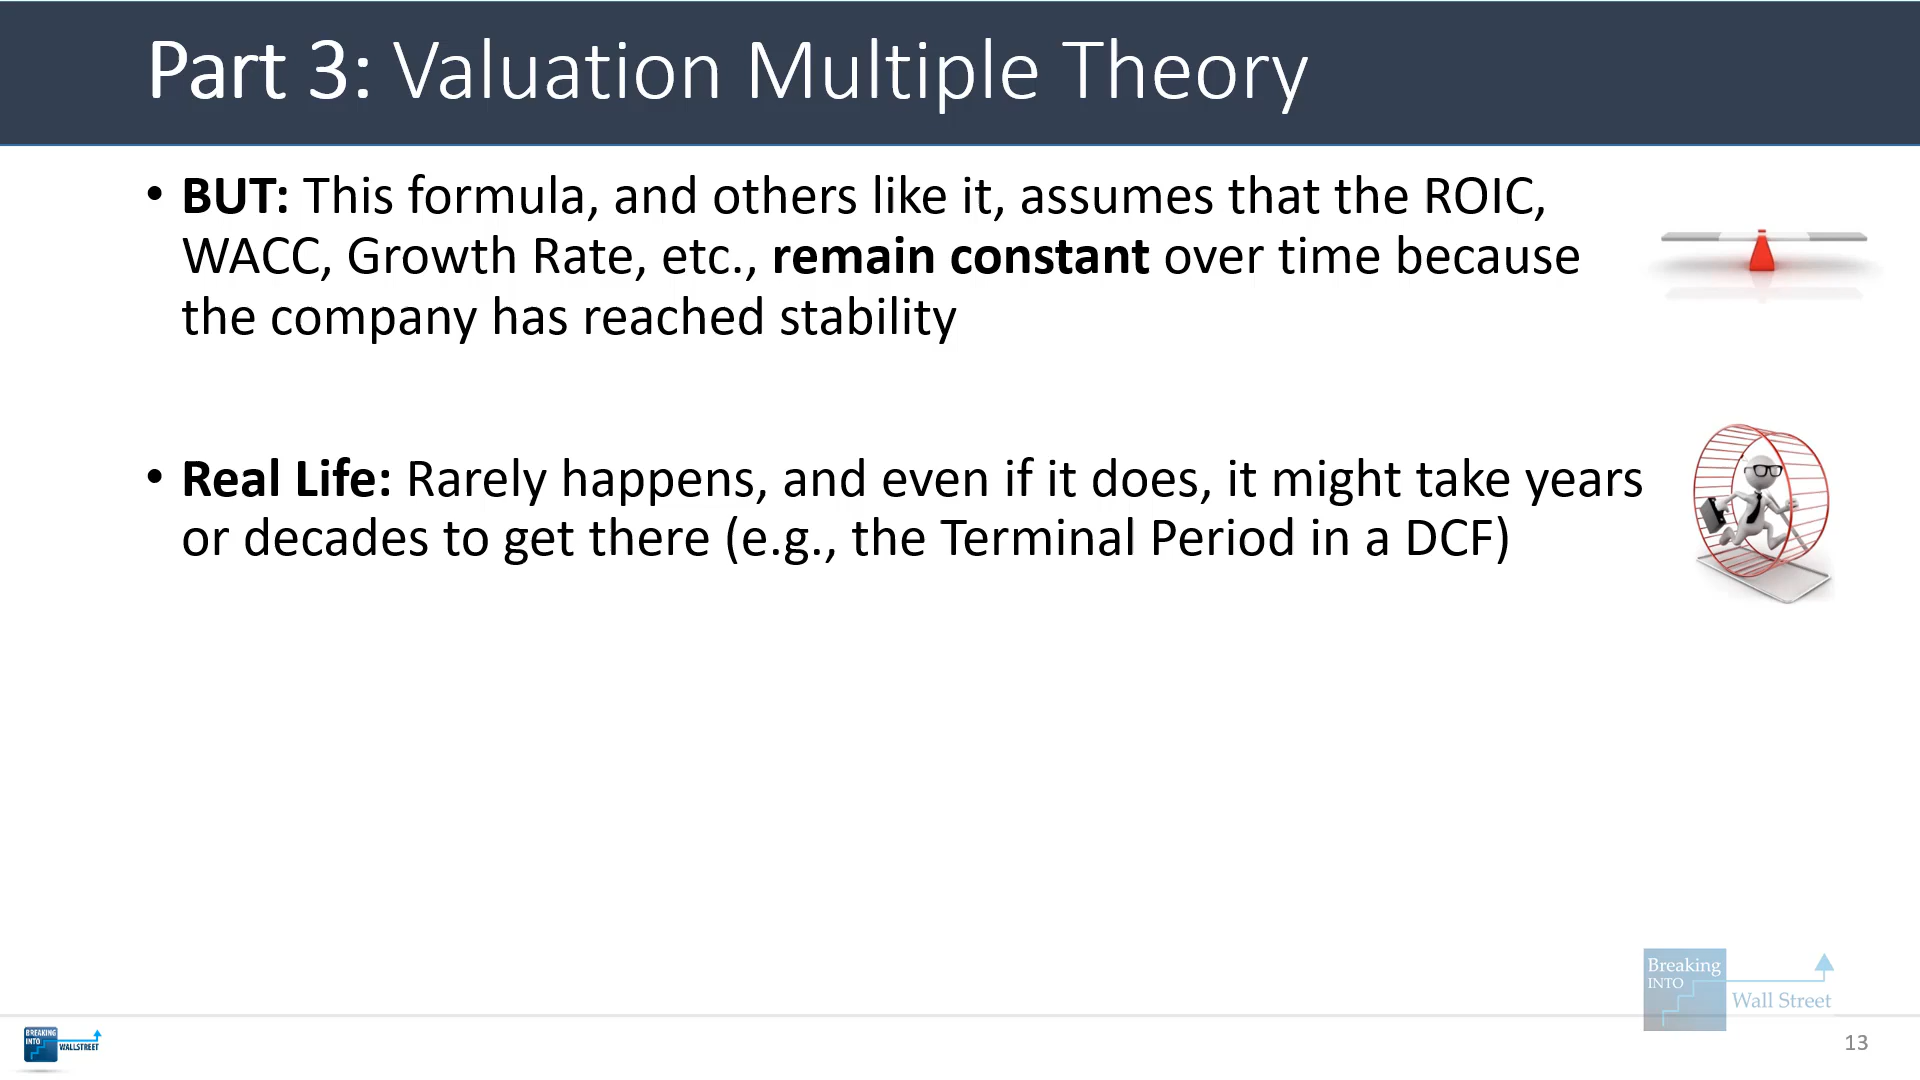 Part 3: Valuation Multiple Theory
• BUT: This formula, and others like it, assumes that the ROIC,
WACC, Growth Rate, etc., remain constant over time because
the company has reached stability
• Real Life: Rarely happens, and even if it does, it might take years
or decades to get there (e.g., the Terminal Period in a DCF)
Breaking
INTO
Wall Street
BREAKING
INTO
WALLSTREET
13